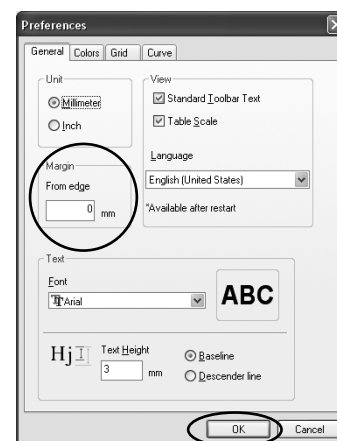 Preferences
General Colors Grid Curve
Unit
Millimeter
Inch
View
Standard Toolbar Text
Table Scale
Language
English (United States)
*Available after restart
Margin
From edge
0 mm
Text
Font
Arial
ABC
Hj
Text Height
3 mm
Baseline
Descender line
OK Cancel